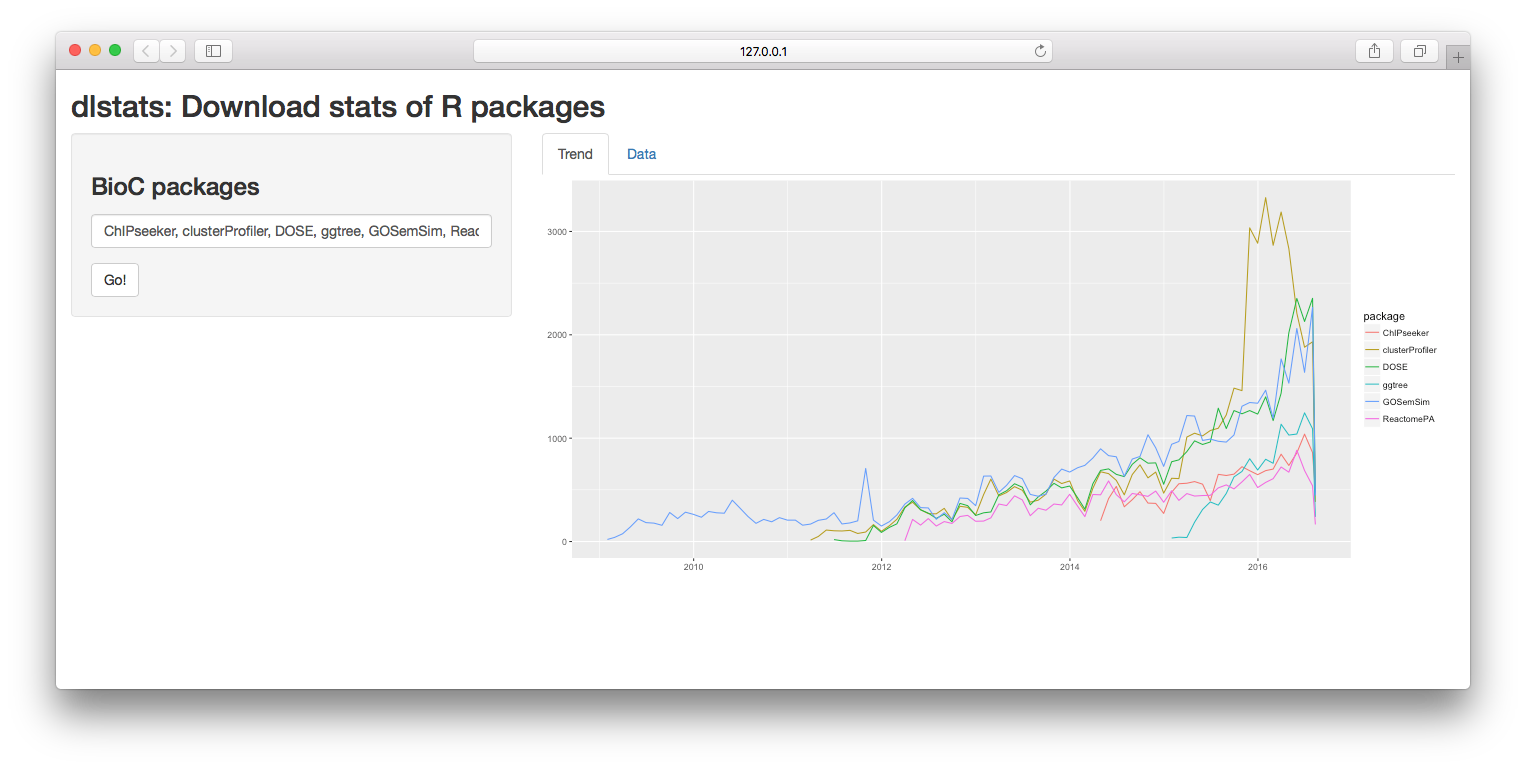 127.0.0.1
dlstats: Download stats of R packages
BioC packages
ChIPseeker, clusterProfiler, DOSE, ggtree, GOSemSim, Reac
Go!
Trend
Data
3000
2000
1000
0
2010
2012
2014
2016
package
ChIPseeker
clusterProfiler
DOSE
ggtree
GOSemSim
ReactomePA